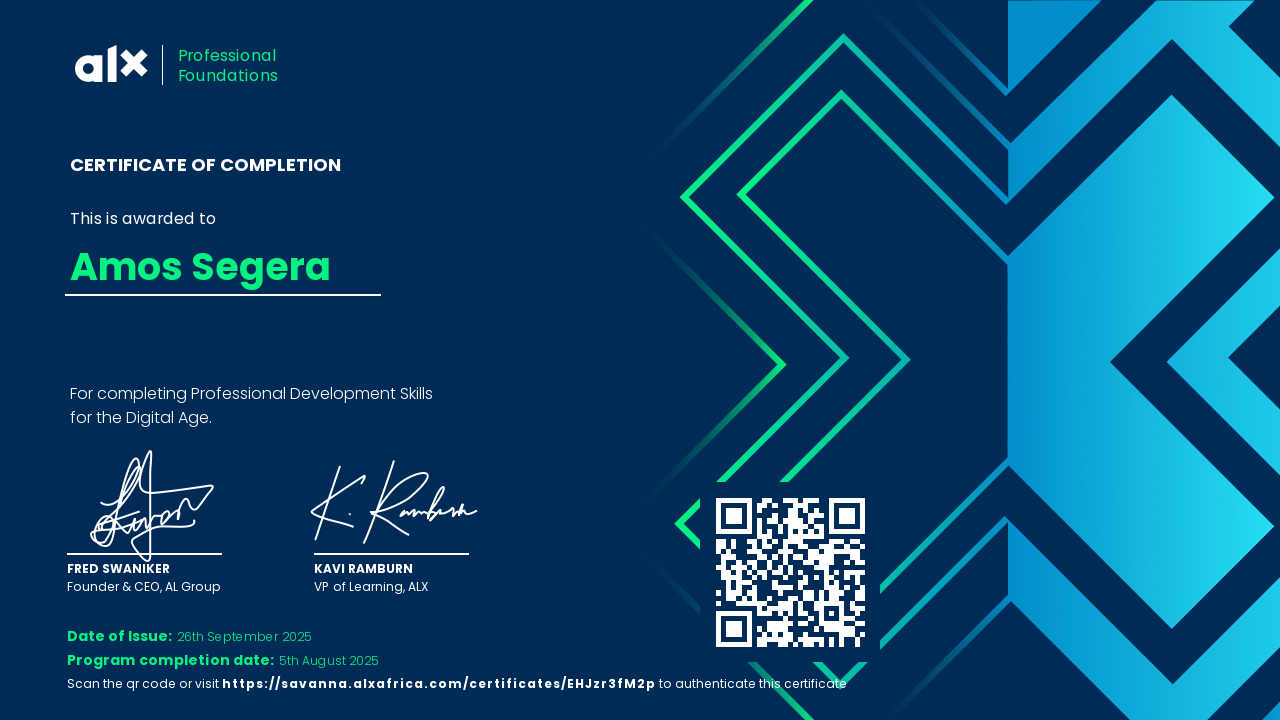 alx Professional
Foundations
CERTIFICATE OF COMPLETION
This is awarded to
Amos Segera
For completing Professional Development Skills
for the Digital Age.
FRED SWANIKER
Founder & CEO, AL Group
KAVI RAMBURN
VP of Learning, ALX
Date of Issue: 26th September 2025
Program completion date: 5th August 2025
Scan the qr code or visit https://savanna.alxafrica.com/certificates/EHJzr3fM2p to authenticate this certificate